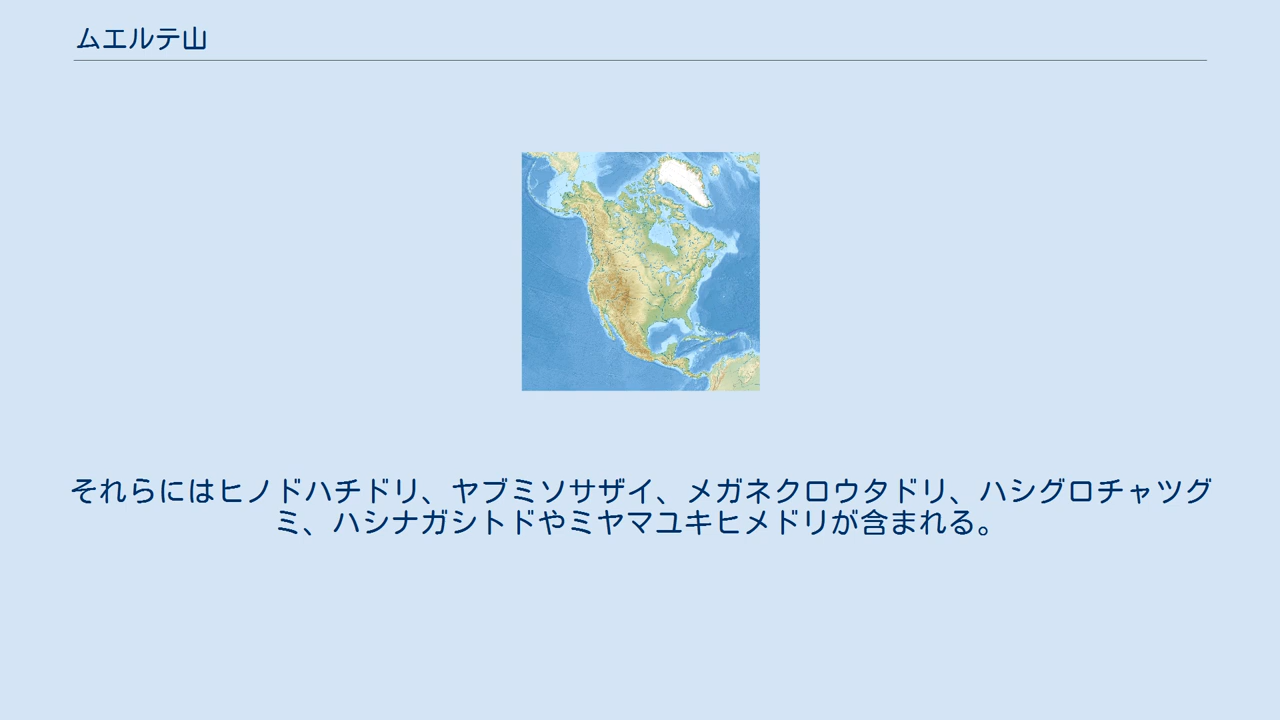 ムエルテ山
それらにはヒノドハチドリ、ヤブミソサザイ、メガネクロウタドリ、ハシグロチャツグ
ミ、ハシナガシトドやミヤマユキヒメドリが含まれる。